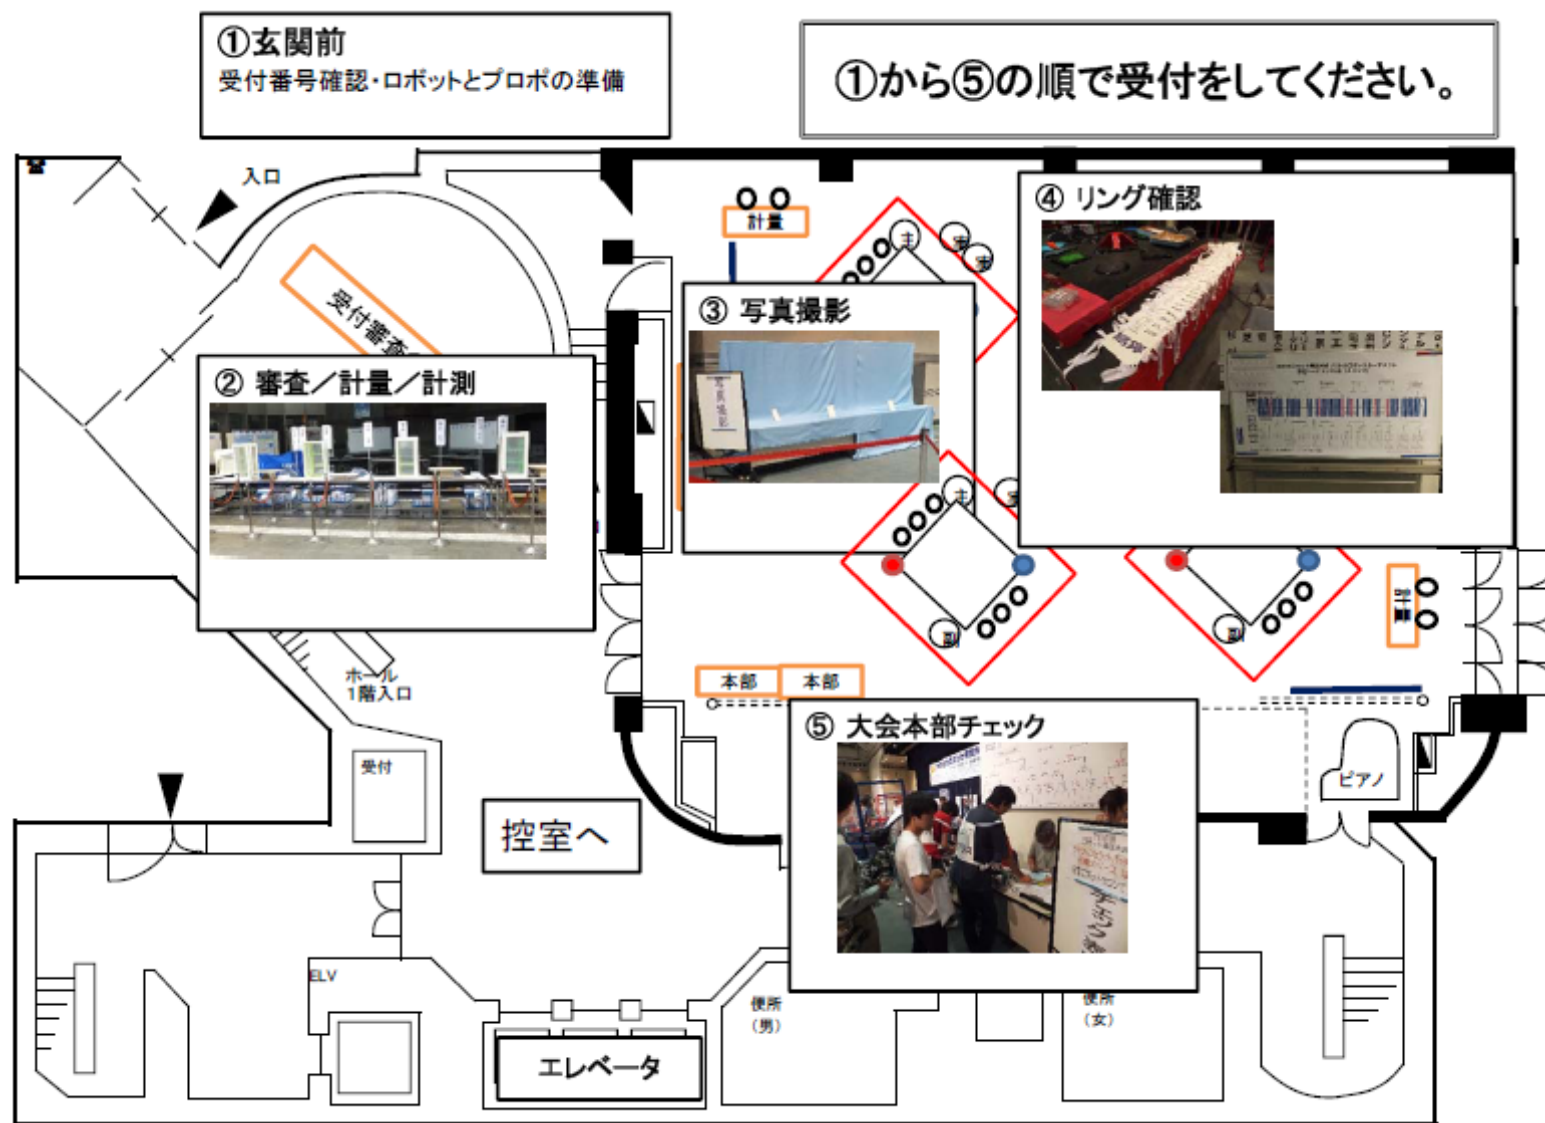 ①玄関前
受付番号確認・ロボットとプロポの準備
①から⑤の順で受付をしてください。
入口
計量
主
④ リング確認
受付審査
③ 写真撮影
写真撮影
② 審査／計量／計測
主
副
副
計量
ホール
1階入口
本部
本部
⑤ 大会本部チェック
受付
ピアノ
控室へ
ELV
便所
（男）
便所
（女）
エレベータ